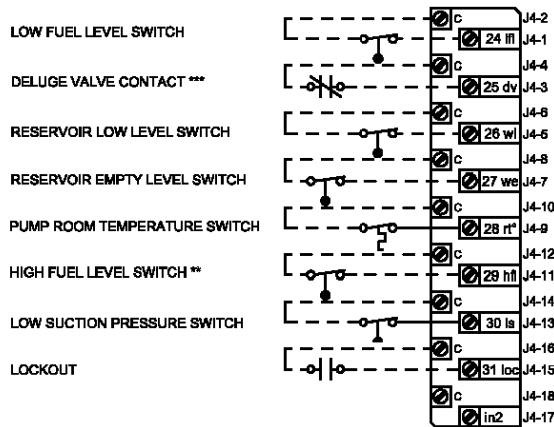 C J4-2
LOW FUEL LEVEL SWITCH 24 lfl J4-1
C J4-4
DELUGE VALVE CONTACT *** 25 dv J4-3
C J4-6
RESERVOIR LOW LEVEL SWITCH 26 wl J4-5
C J4-8
RESERVOIR EMPTY LEVEL SWITCH 27 we J4-7
C J4-10
PUMP ROOM TEMPERATURE SWITCH 28 rt° J4-9
C J4-12
HIGH FUEL LEVEL SWITCH ** 29 hfl J4-11
C J4-14
LOW SUCTION PRESSURE SWITCH 30 ls J4-13
C J4-16
LOCKOUT 31 loc J4-15
C J4-18
in2 J4-17